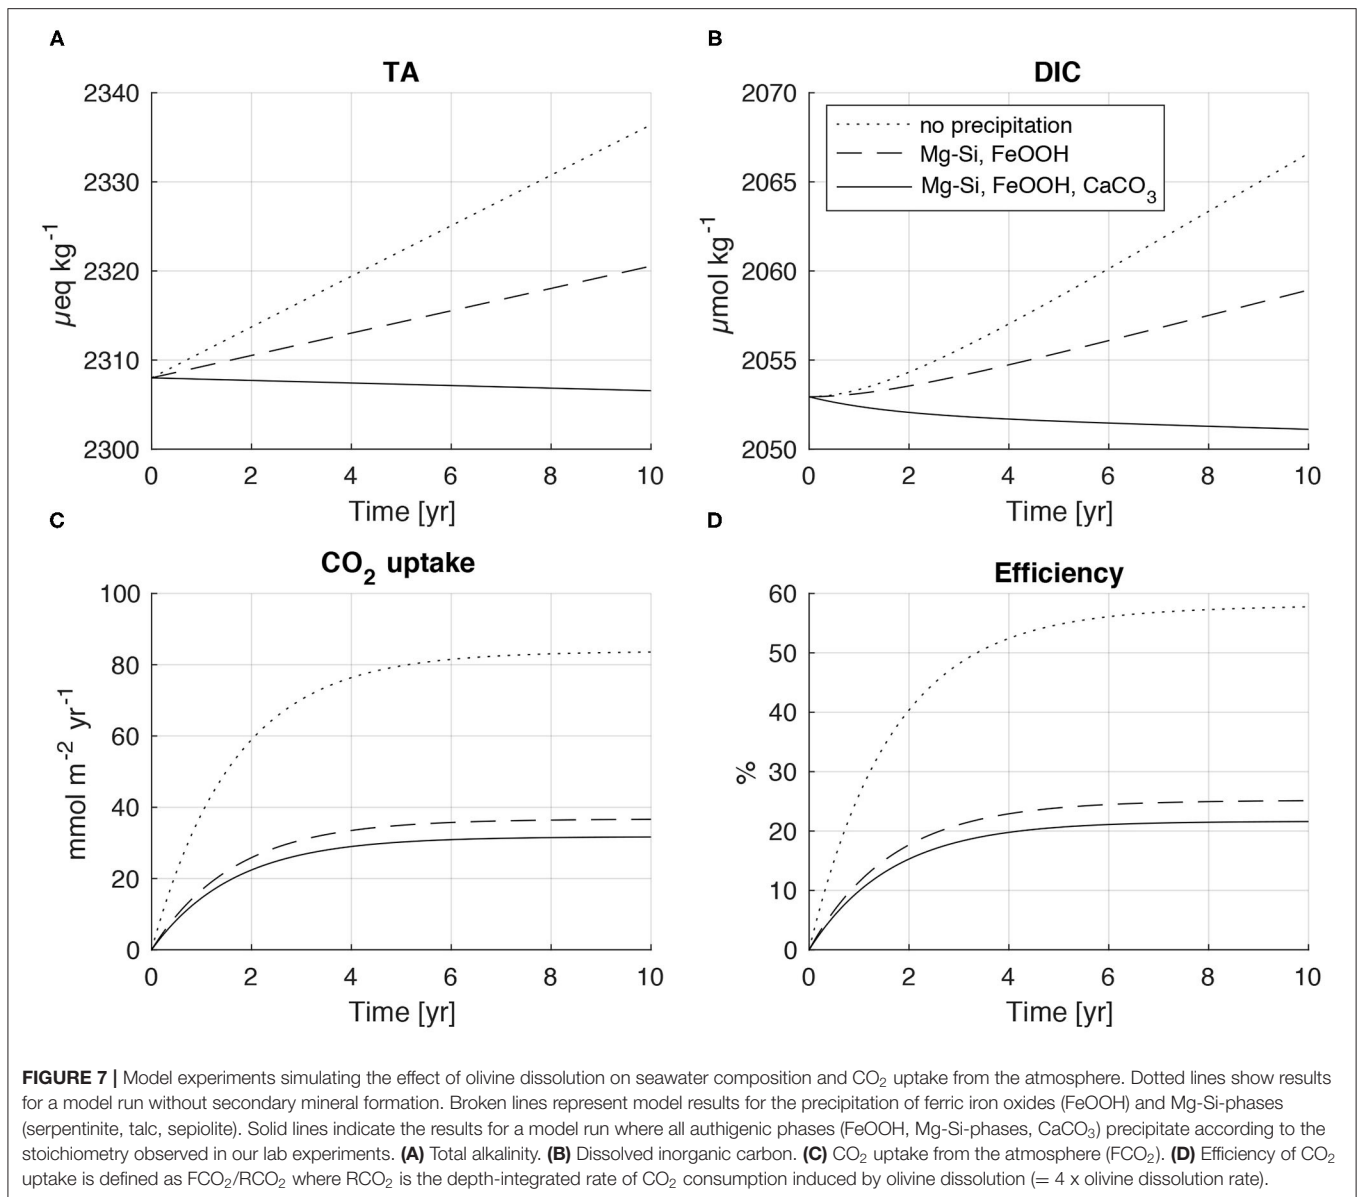 A
TA
2340
2330
2320
2310
2300
μeq kg-1
0 2 4 6 8 10
Time [yr]
B
DIC
2070
2065
2060
2055
2050
μmol kg-1
no precipitation
Mg-Si, FeOOH
Mg-Si, FeOOH, CaCO3
0 2 4 6 8 10
Time [yr]
C
CO2 uptake
100
80
60
40
20
0
mmol m-2 yr-1
0 2 4 6 8 10
Time [yr]
D
Efficiency
60
50
40
30
20
10
0
%
0 2 4 6 8 10
Time [yr]
FIGURE 7 | Model experiments simulating the effect of olivine dissolution on seawater composition and CO2 uptake from the atmosphere. Dotted lines show results
for a model run without secondary mineral formation. Broken lines represent model results for the precipitation of ferric iron oxides (FeOOH) and Mg-Si-phases
(serpentinite, talc, sepiolite). Solid lines indicate the results for a model run where all authigenic phases (FeOOH, Mg-Si-phases, CaCO3) precipitate according to the
stoichiometry observed in our lab experiments. (A) Total alkalinity. (B) Dissolved inorganic carbon. (C) CO2 uptake from the atmosphere (FCO2). (D) Efficiency of CO2
uptake is defined as FCO2/RCO2 where RCO2 is the depth-integrated rate of CO2 consumption induced by olivine dissolution (= 4 x olivine dissolution rate).